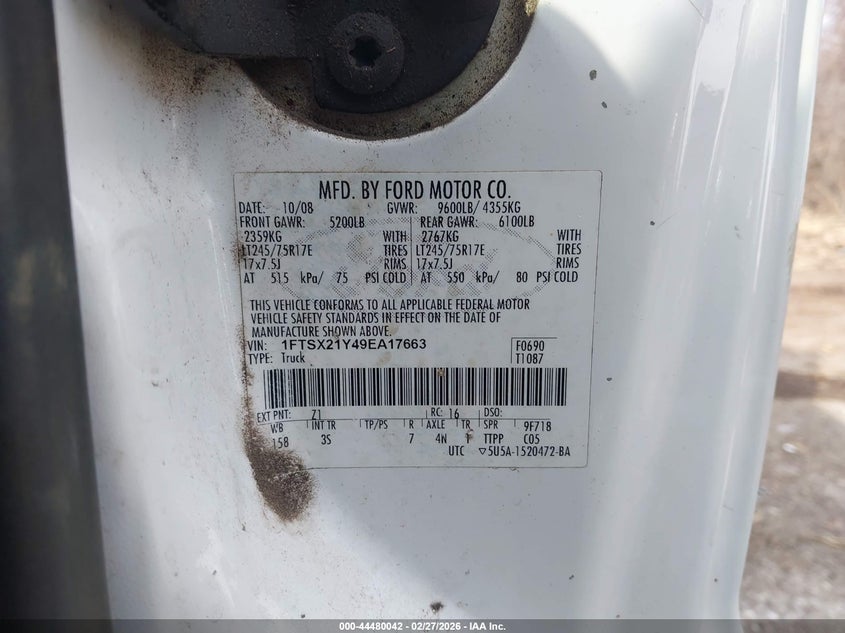 MFD. BY FORD MOTOR CO.
DATE: 10/08 GVWR: 9600LB/ 4355KG
FRONT GAWR: 5200LB REAR GAWR: 6100LB
2359KG WITH 2767KG WITH
LT245/75R17E TIRES LT245/75R17E TIRES
17x7.5J RIMS 17x7.5J RIMS
AT 515 kPa/ 75 PSI COLD AT 550 kPa/ 80 PSI COLD
THIS VEHICLE CONFORMS TO ALL APPLICABLE FEDERAL MOTOR
VEHICLE SAFETY STANDARDS IN EFFECT ON THE DATE OF
MANUFACTURE SHOWN ABOVE.
VIN: 1FTSX21Y49EA17663 F0690
TYPE: Truck T1087
EXT PNT: Z1 RC: 16 DSO:
WB INT TR TP/PS R AXLE TR SPR 9F718
158 3S 7 4N T TTPP C05
UTC ▽5U5A-1520472-BA
000-44480042 - 02/27/2026 - IAA Inc.